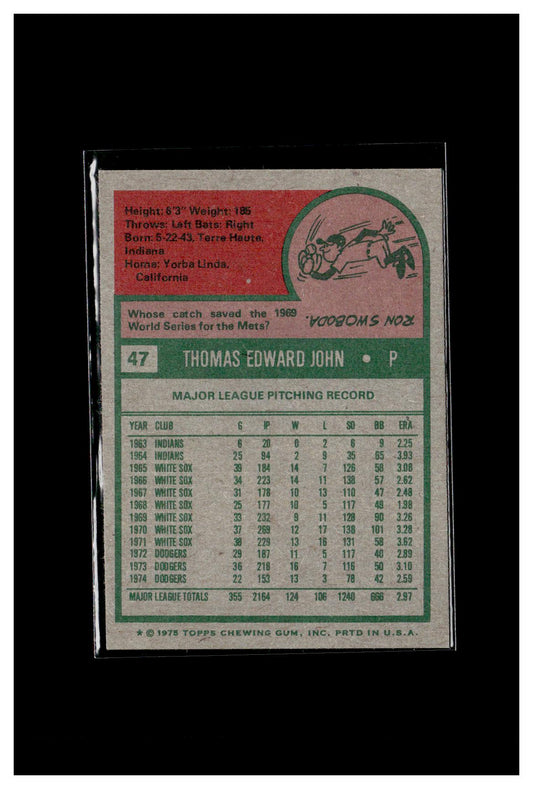 Height: 6'3" Weight: 185
Throws: Left Bats: Right
Born: 5-22-43, Terre Haute,
Indiana
Home: Yorba Linda,
California
Whose catch saved the 1969
World Series for the Mets?
RON SWOBODA.
47 THOMAS EDWARD JOHN • P
MAJOR LEAGUE PITCHING RECORD
YEAR CLUB G IP W L SO BB ERA
1963 INDIANS 6 20 0 2 6 9 2.25
1964 INDIANS 25 94 2 9 35 65 3.93
1965 WHITE SOX 39 184 14 7 126 58 3.08
1966 WHITE SOX 34 223 14 11 138 57 2.62
1967 WHITE SOX 31 178 10 13 110 47 2.48
1968 WHITE SOX 25 177 10 5 117 49 1.98
1969 WHITE SOX 33 232 9 11 128 90 3.26
1970 WHITE SOX 37 269 12 17 138 101 3.28
1971 WHITE SOX 38 229 13 16 131 58 3.62
1972 DODGERS 29 187 11 5 117 40 2.89
1973 DODGERS 36 218 16 7 116 50 3.10
1974 DODGERS 22 153 13 3 78 42 2.59
MAJOR LEAGUE TOTALS 355 2164 124 106 1240 666 2.97
★ © 1975 TOPPS CHEWING GUM, INC. PRTD IN U.S.A.